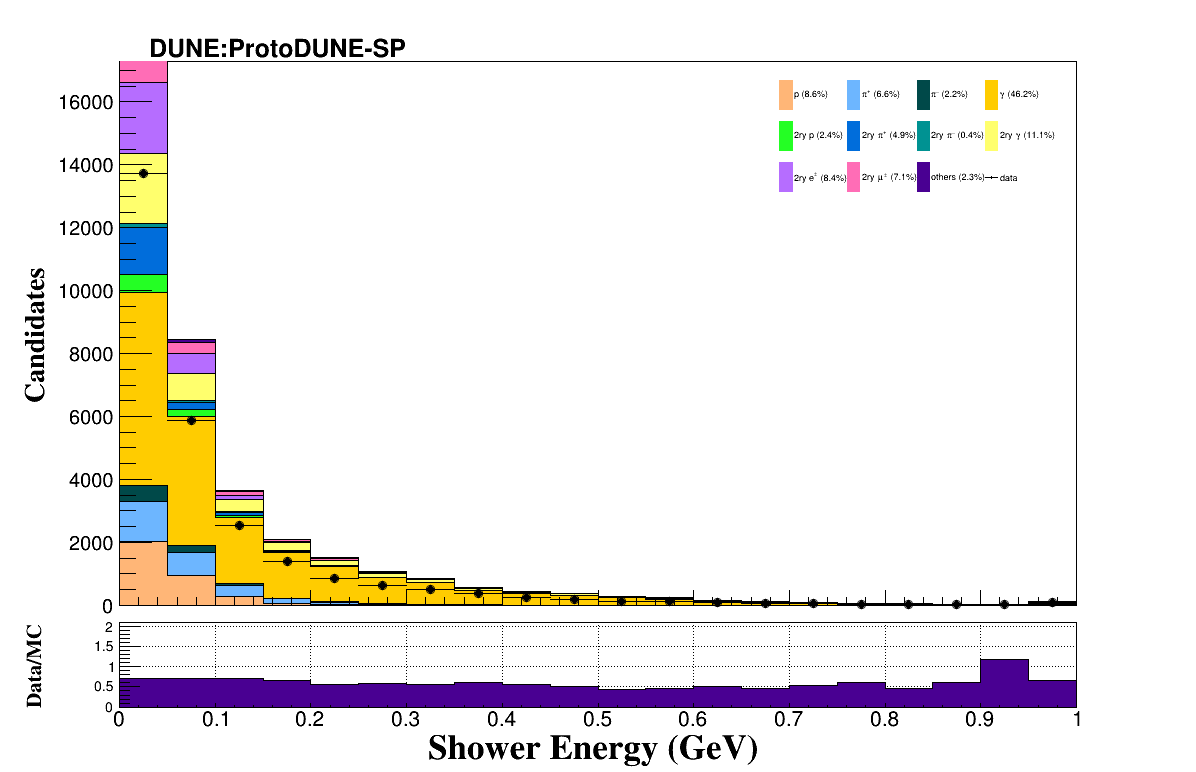 DUNE:ProtoDUNE-SP
p (8.6%) π⁺ (6.6%) π⁻ (2.2%) γ (46.2%)
2ry p (2.4%) 2ry π⁺ (4.9%) 2ry π⁻ (0.4%) 2ry γ (11.1%)
2ry e± (8.4%) 2ry μ± (7.1%) others (2.3%) data
Candidates
16000
14000
12000
10000
8000
6000
4000
2000
0
Data/MC
2
1.5
1
0.5
0
0 0.1 0.2 0.3 0.4 0.5 0.6 0.7 0.8 0.9 1
Shower Energy (GeV)